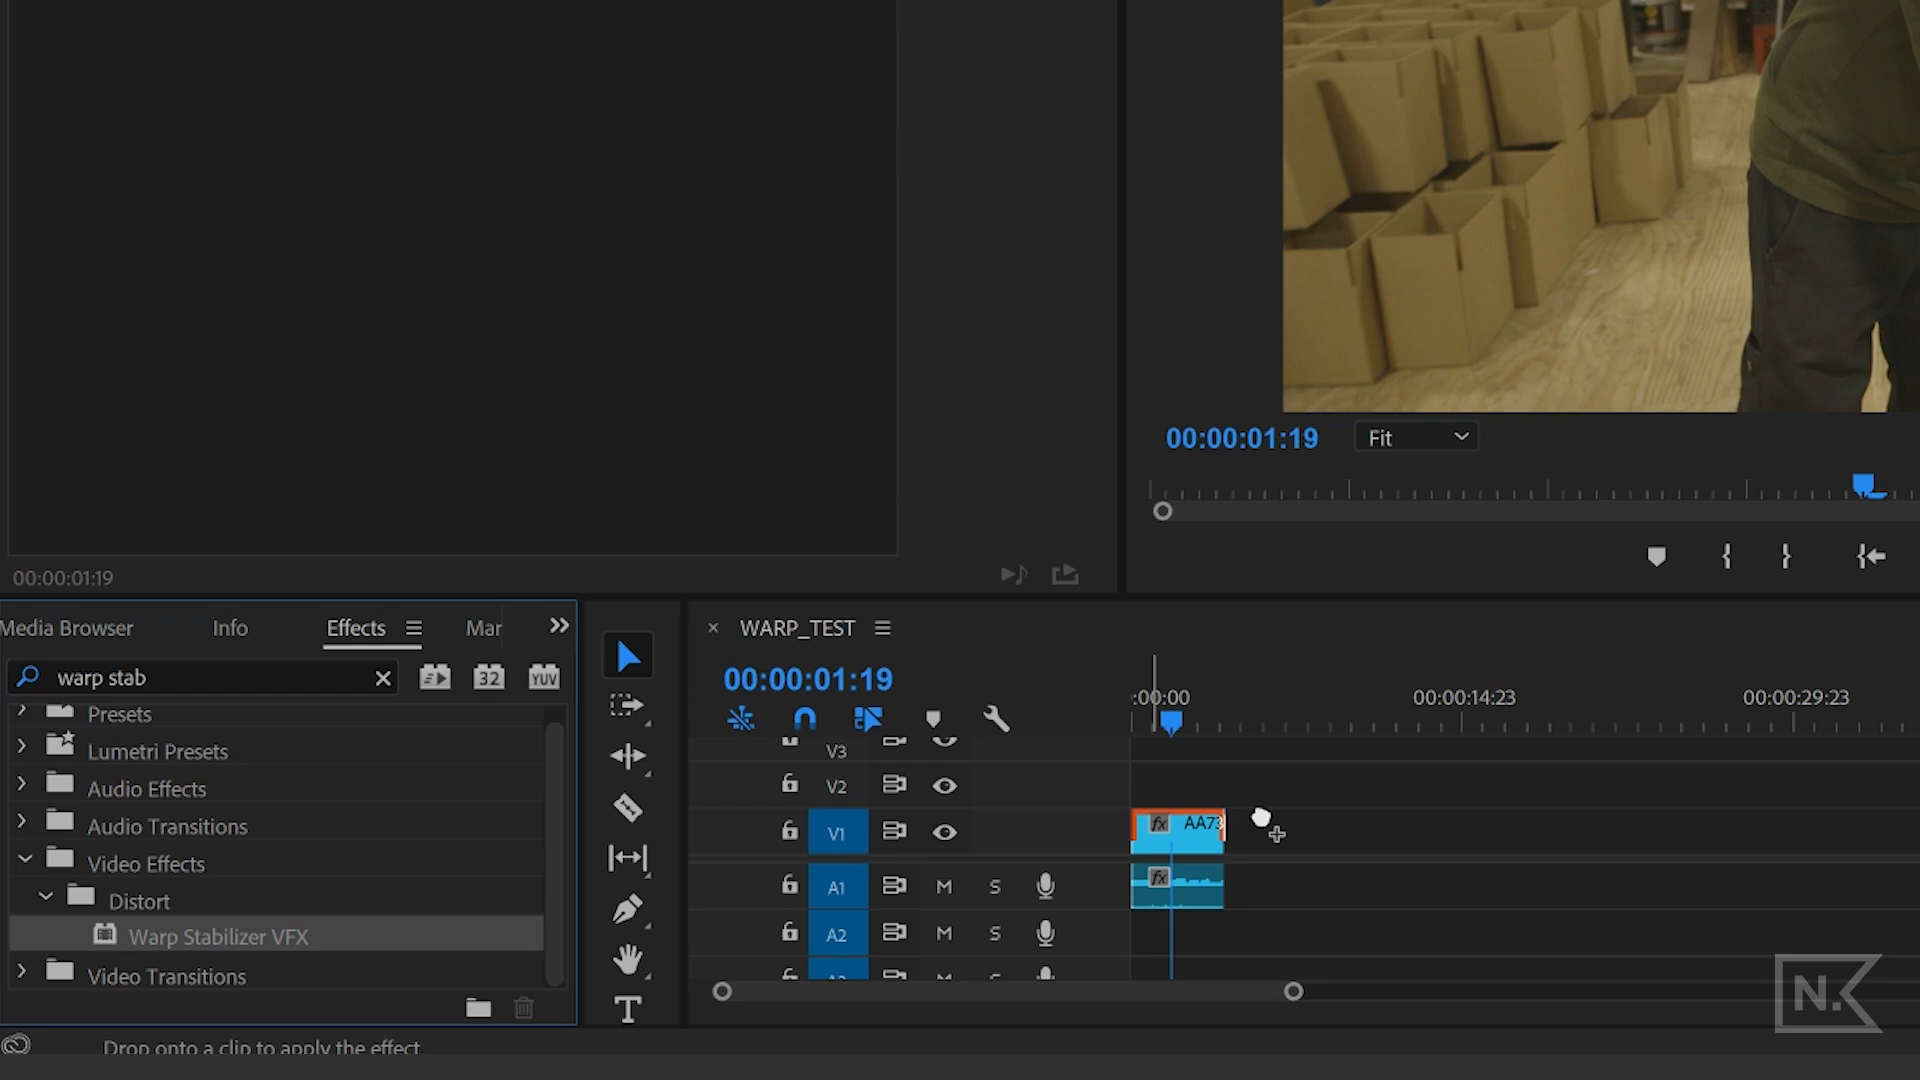 00:00:01:19
Fit
00:00:01:19
Media Browser
Info
Effects
Mar
warp stab
32
YUV
Presets
Lumetri Presets
Audio Effects
Audio Transitions
Video Effects
Distort
Warp Stabilizer VFX
Video Transitions
× WARP_TEST
00:00:01:19
:00:00
00:00:14:23
00:00:29:23
V3
V2
V1
fx AA73
A1 M S
fx
A2 M S
A3 M S
T
N.K
Drop onto a clip to apply the effect.